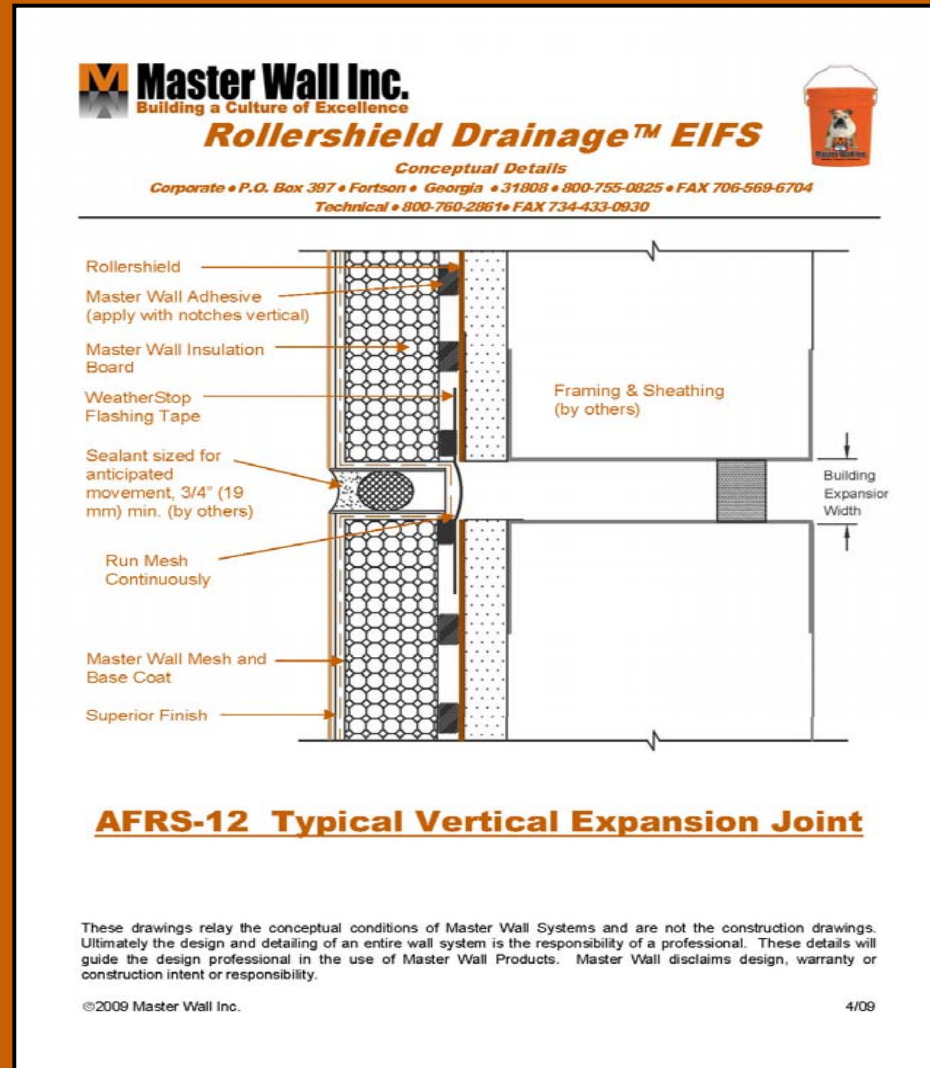 Master Wall Inc.
Building a Culture of Excellence
Rollershield Drainage™ EIFS
Master Wall Inc.
Conceptual Details
Corporate • P.O. Box 397 • Fortson • Georgia • 31808 • 800-755-0825 • FAX 706-569-6704
Technical • 800-760-2861• FAX 734-433-0930
Rollershield
Master Wall Adhesive
(apply with notches vertical)
Master Wall Insulation
Board
WeatherStop
Flashing Tape
Sealant sized for
anticipated
movement, 3/4" (19
mm) min. (by others)
Run Mesh
Continuously
Master Wall Mesh and
Base Coat
Superior Finish
Framing & Sheathing
(by others)
Building
Expansior
Width
AFRS-12 Typical Vertical Expansion Joint
These drawings relay the conceptual conditions of Master Wall Systems and are not the construction drawings.
Ultimately the design and detailing of an entire wall system is the responsibility of a professional. These details will
guide the design professional in the use of Master Wall Products. Master Wall disclaims design, warranty or
construction intent or responsibility.
©2009 Master Wall Inc.
4/09